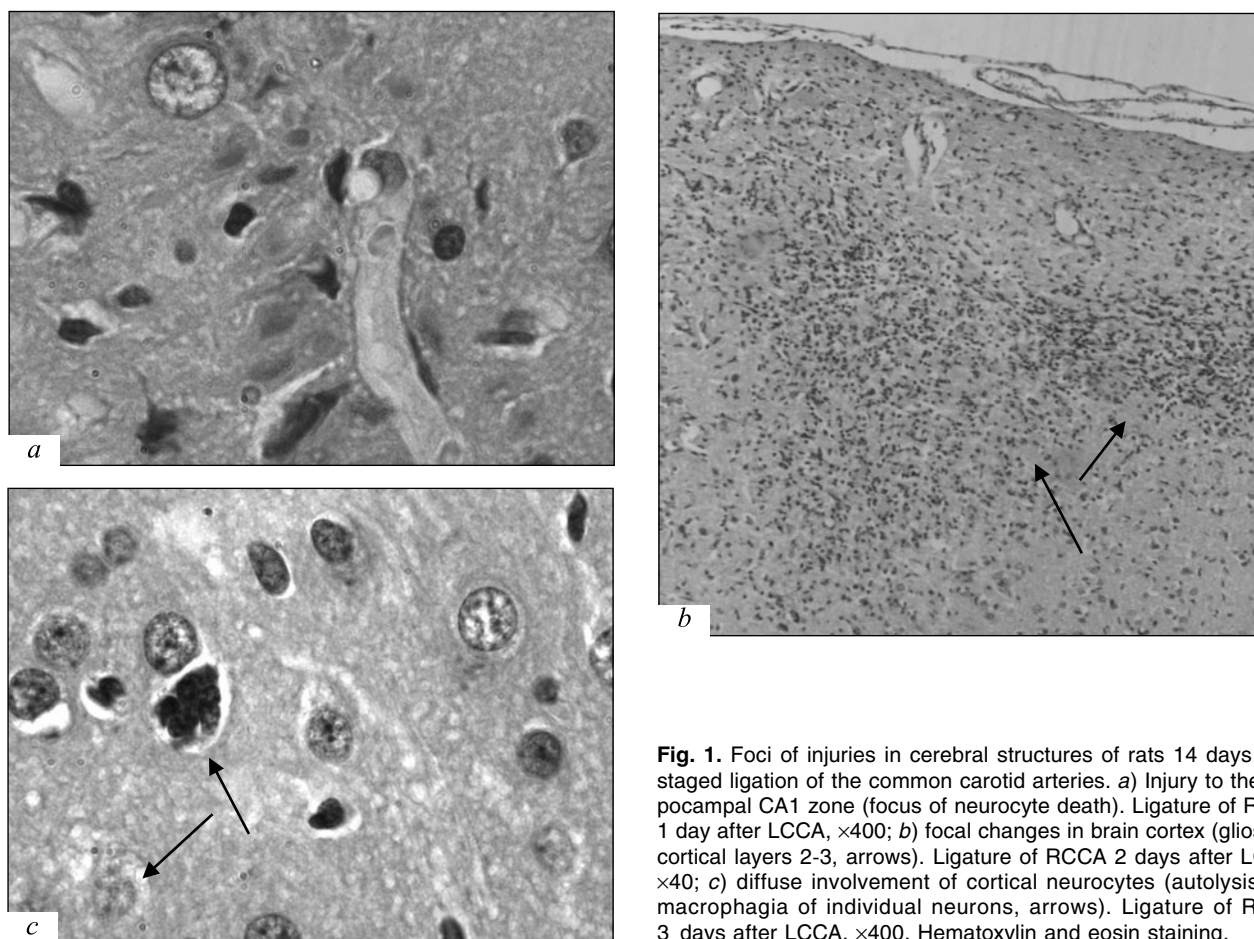 a
b
c
Fig. 1. Foci of injuries in cerebral structures of rats 14 days
staged ligation of the common carotid arteries. a) Injury to the
pocampal CA1 zone (focus of neurocyte death). Ligature of
1 day after LCCA, ×400; b) focal changes in brain cortex
cortical layers 2-3, arrows). Ligature of RCCA 2 days after
×40; c) diffuse involvement of cortical neurocytes (autolysis
macrophagia of individual neurons, arrows). Ligature of
3 days after LCCA, ×400. Hematoxylin and eosin staining.